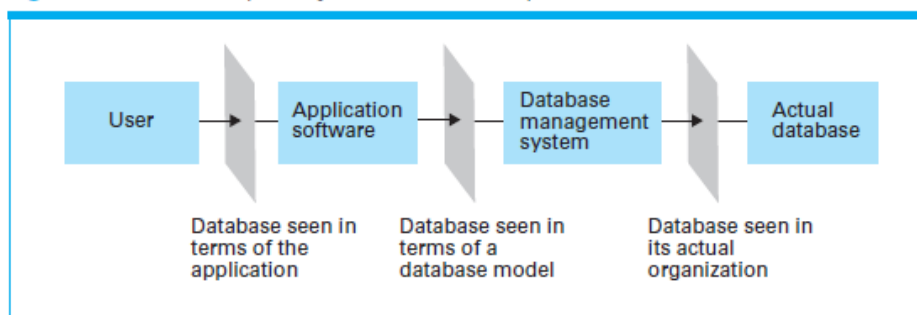 User
Application
software
Database
management
system
Actual
database
Database seen in
terms of the
application
Database seen in
terms of a
database model
Database seen in
its actual
organization